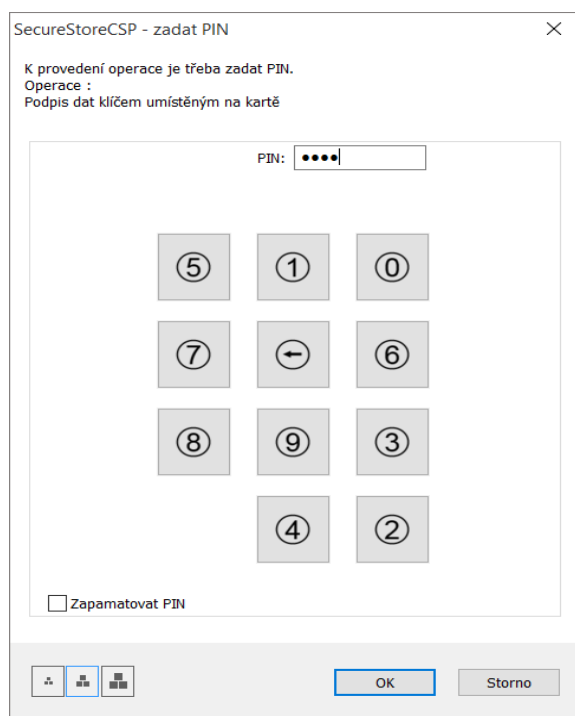 SecureStoreCSP - zadat PIN
K provedení operace je třeba zadat PIN.
Operace :
Podpis dat klíčem umístěným na kartě
PIN: ●●●●
5 1 0
7 ← 6
8 9 3
4 2
Zapamatovat PIN
OK Storno